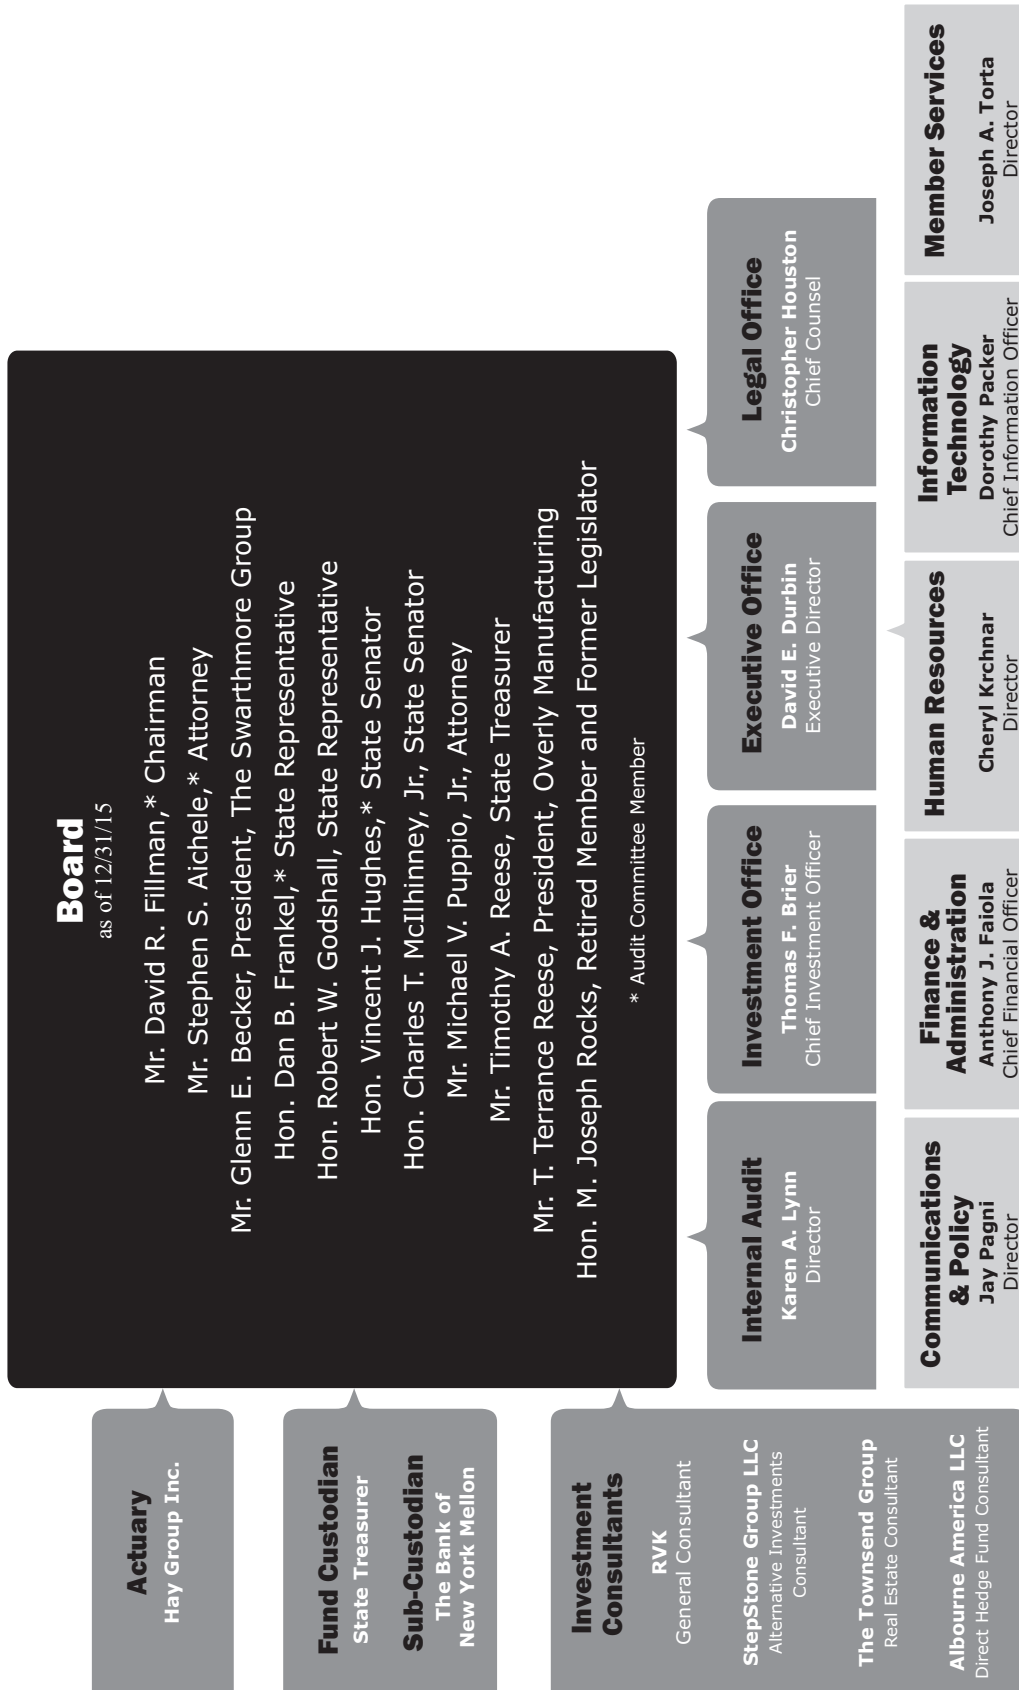 Board
as of 12/31/15
Mr. David R. Fillman,* Chairman
Mr. Stephen S. Aichele,* Attorney
Mr. Glenn E. Becker, President, The Swarthmore Group
Hon. Dan B. Frankel,* State Representative
Hon. Robert W. Godshall, State Representative
Hon. Vincent J. Hughes,* State Senator
Hon. Charles T. McIlhinney, Jr., State Senator
Mr. Michael V. Puppio, Jr., Attorney
Mr. Timothy A. Reese, State Treasurer
Mr. T. Terrance Reese, President, Overly Manufacturing
Hon. M. Joseph Rocks, Retired Member and Former Legislator
* Audit Committee Member
Actuary
Hay Group Inc.
Fund Custodian
State Treasurer
Sub-Custodian
The Bank of
New York Mellon
Investment
Consultants
RVK
General Consultant
StepStone Group LLC
Alternative Investments
Consultant
The Townsend Group
Real Estate Consultant
Albourne America LLC
Direct Hedge Fund Consultant
Internal Audit
Karen A. Lynn
Director
Investment Office
Thomas F. Brier
Chief Investment Officer
Executive Office
David E. Durbin
Executive Director
Legal Office
Christopher Houston
Chief Counsel
Communications
& Policy
Jay Pagni
Director
Finance &
Administration
Anthony J. Faiola
Chief Financial Officer
Human Resources
Cheryl Krchnar
Director
Information
Technology
Dorothy Packer
Chief Information Officer
Member Services
Joseph A. Torta
Director